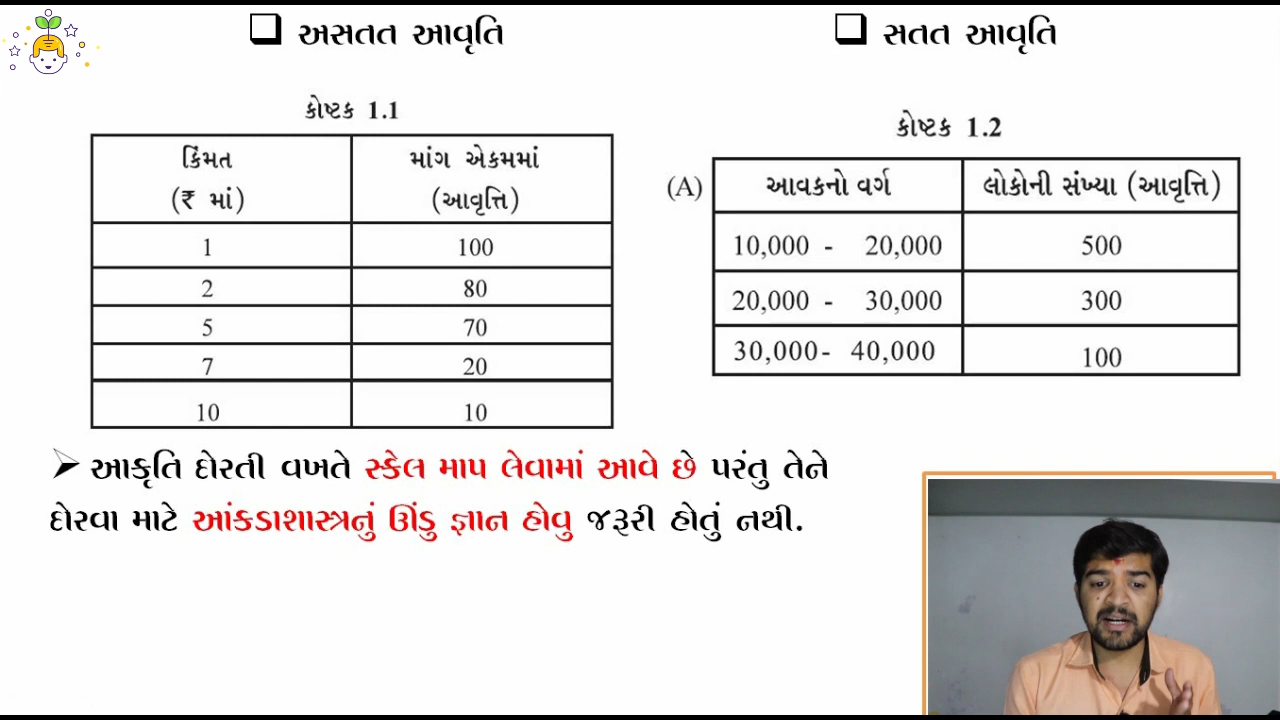 ❑ અસતત આવૃતિ
કોષ્ટક 1.1
કિંમત માંગ એકમમાં
(₹ માં) (આવૃત્તિ)
1 100
2 80
5 70
7 20
10 10
❑ સતત આવૃતિ
કોષ્ટક 1.2
(A) આવકનો વર્ગ લોકોની સંખ્યા (આવૃત્તિ)
10,000 - 20,000 500
20,000 - 30,000 300
30,000- 40,000 100
➢ આકૃતિ દોરતી વખતે સ્કેલ માપ લેવામાં આવે છે પરંતુ તેને
દોરવા માટે આંકડાશાસ્ત્રનું ઊંડુ જ્ઞાન હોવુ જરૂરી હોતું નથી.